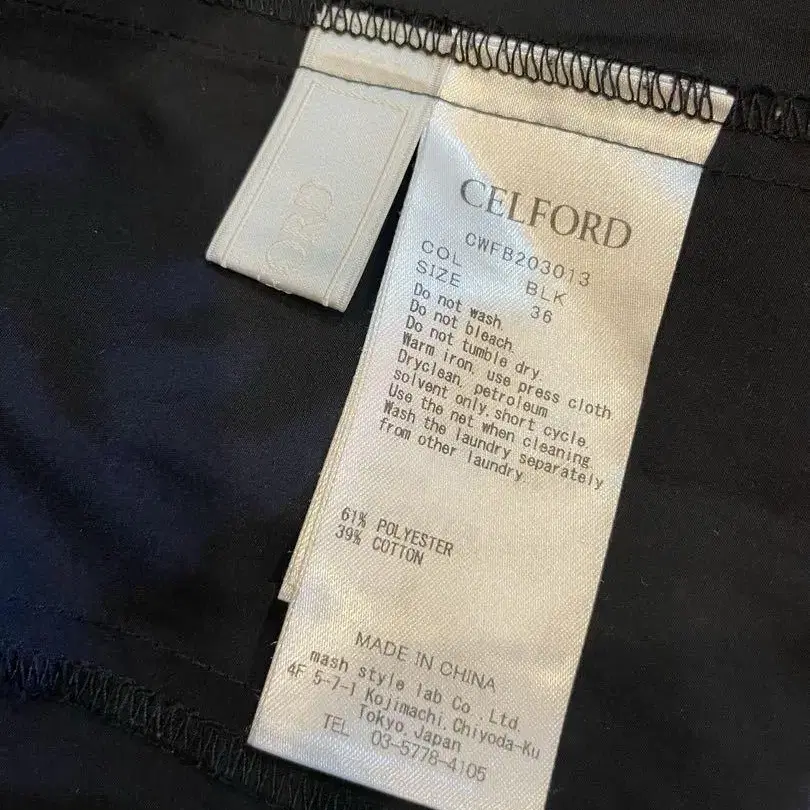 ORD
CELFORD
CWFB203013
COL BLK
SIZE 36
Do not wash.
Do not bleach.
Do not tumble dry.
Warm iron, use press cloth
Dryclean, petroleum
solvent only,short cycle.
Use the net when cleaning.
Wash the laundry separately
from other laundry.
61% POLYESTER
39% COTTON
MADE IN CHINA
mash style lab Co.,Ltd.
4F 5-7-1 Kojimachi,Chiyoda-Ku
Tokyo,Japan
TEL 03-5778-4105